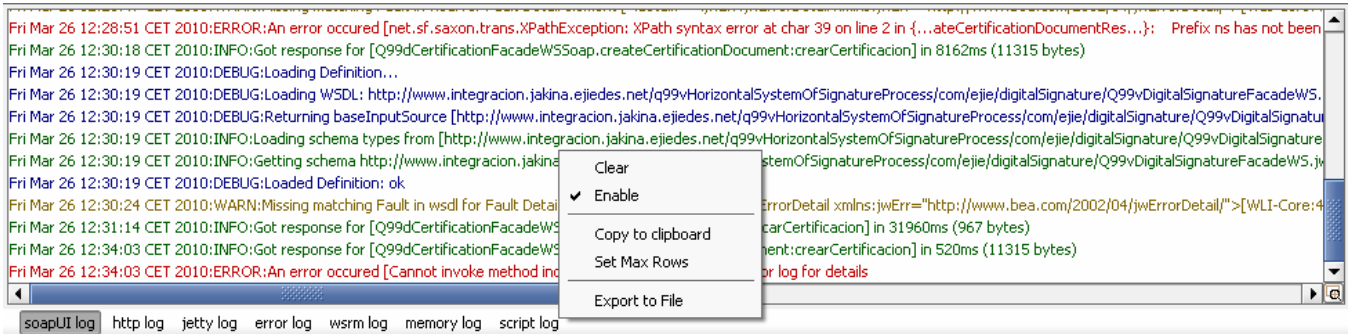 Fri Mar 26 12:28:51 CET 2010:ERROR:An error occured [net.sf.saxon.trans.XPathException: XPath syntax error at char 39 on line 2 in {...ateCertificationDocumentRes...}: Prefix ns has not been
Fri Mar 26 12:30:18 CET 2010:INFO:Got response for [Q99dCertificationFacadeWSSoap.createCertificationDocument:crearCertificacion] in 8162ms (11315 bytes)
Fri Mar 26 12:30:19 CET 2010:DEBUG:Loading Definition...
Fri Mar 26 12:30:19 CET 2010:DEBUG:Loading WSDL: http://www.integracion.jakina.ejiedes.net/q99vHorizontalSystemOfSignatureProcess/com/ejie/digitalSignature/Q99vDigitalSignatureFacadeWS.
Fri Mar 26 12:30:19 CET 2010:DEBUG:Returning baseInputSource [http://www.integracion.jakina.ejiedes.net/q99vHorizontalSystemOfSignatureProcess/com/ejie/digitalSignature/Q99vDigitalSignatu
Fri Mar 26 12:30:19 CET 2010:INFO:Loading schema types from [http://www.integracion.jakina.ejiedes.net/q99vHorizontalSystemOfSignatureProcess/com/ejie/digitalSignature/Q99vDigitalSignature
Fri Mar 26 12:30:19 CET 2010:INFO:Getting schema http://www.integracion.jakina stemOfSignatureProcess/com/ejie/digitalSignature/Q99vDigitalSignatureFacadeWS.jw
Fri Mar 26 12:30:19 CET 2010:DEBUG:Loaded Definition: ok
Fri Mar 26 12:30:24 CET 2010:WARN:Missing matching Fault in wsdl for Fault Detai ErrorDetail xmlns:jwErr="http://www.bea.com/2002/04/jwErrorDetail/">[WLI-Core:4
Fri Mar 26 12:31:14 CET 2010:INFO:Got response for [Q99dCertificationFacadeWS carCertificacion] in 31960ms (967 bytes)
Fri Mar 26 12:34:03 CET 2010:INFO:Got response for [Q99dCertificationFacadeWS ent:crearCertificacion] in 520ms (11315 bytes)
Fri Mar 26 12:34:03 CET 2010:ERROR:An error occured [Cannot invoke method inc or log for details
Clear
Enable
Copy to clipboard
Set Max Rows
Export to File
soapUI log http log jetty log error log wsrm log memory log script log